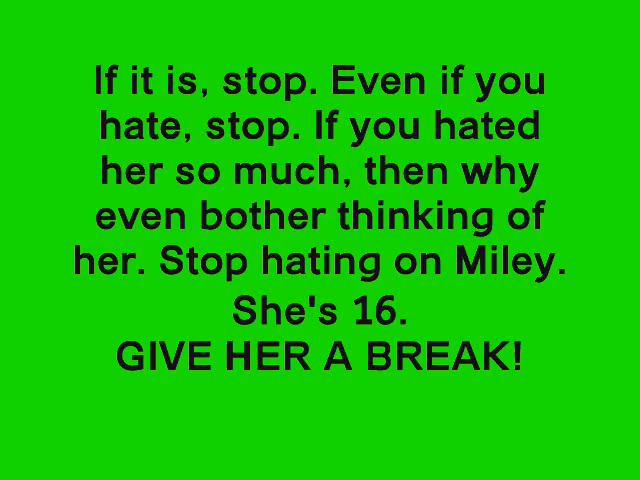 If it is, stop. Even if you
hate, stop. If you hated
her so much, then why
even bother thinking of
her. Stop hating on Miley.
She's 16.
GIVE HER A BREAK!